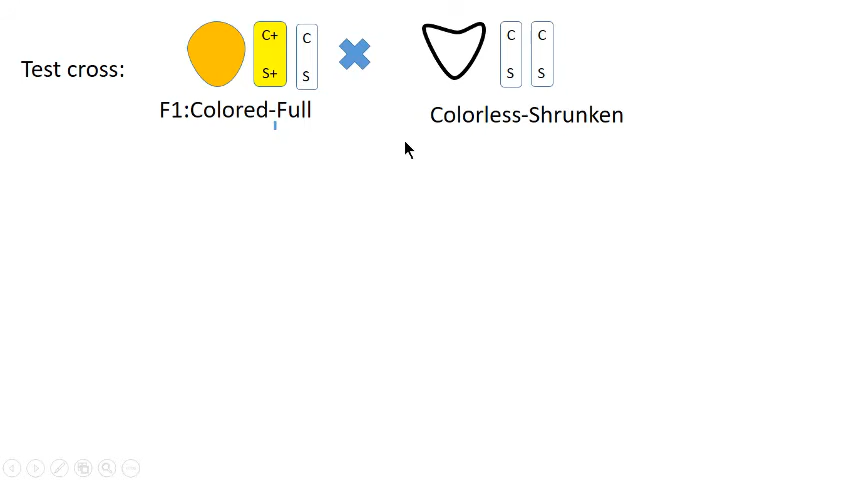 Test cross:
C+
S+
C
S
C
S
C
S
F1:Colored-Full
Colorless-Shrunken